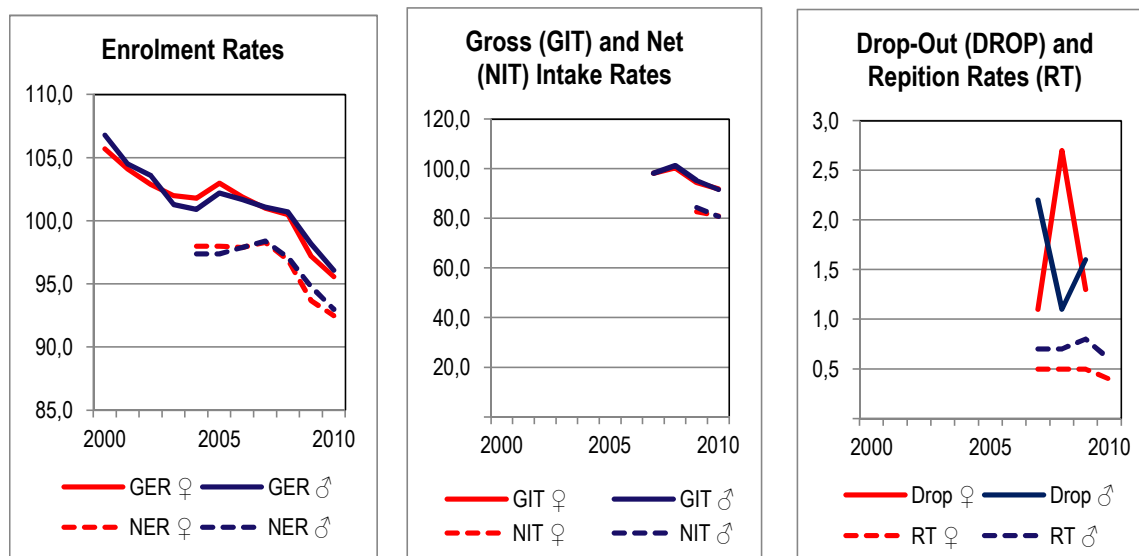 Enrolment Rates
110,0
105,0
100,0
95,0
90,0
85,0
2000
2005
2010
GER ♀ GER ♂
NER ♀ NER ♂
Gross (GIT) and Net
(NIT) Intake Rates
120,0
100,0
80,0
60,0
40,0
20,0
2000
2005
2010
GIT ♀ GIT ♂
NIT ♀ NIT ♂
Drop-Out (DROP) and
Repition Rates (RT)
3,0
2,5
2,0
1,5
1,0
0,5
2000
2005
2010
Drop ♀ Drop ♂
RT ♀ RT ♂